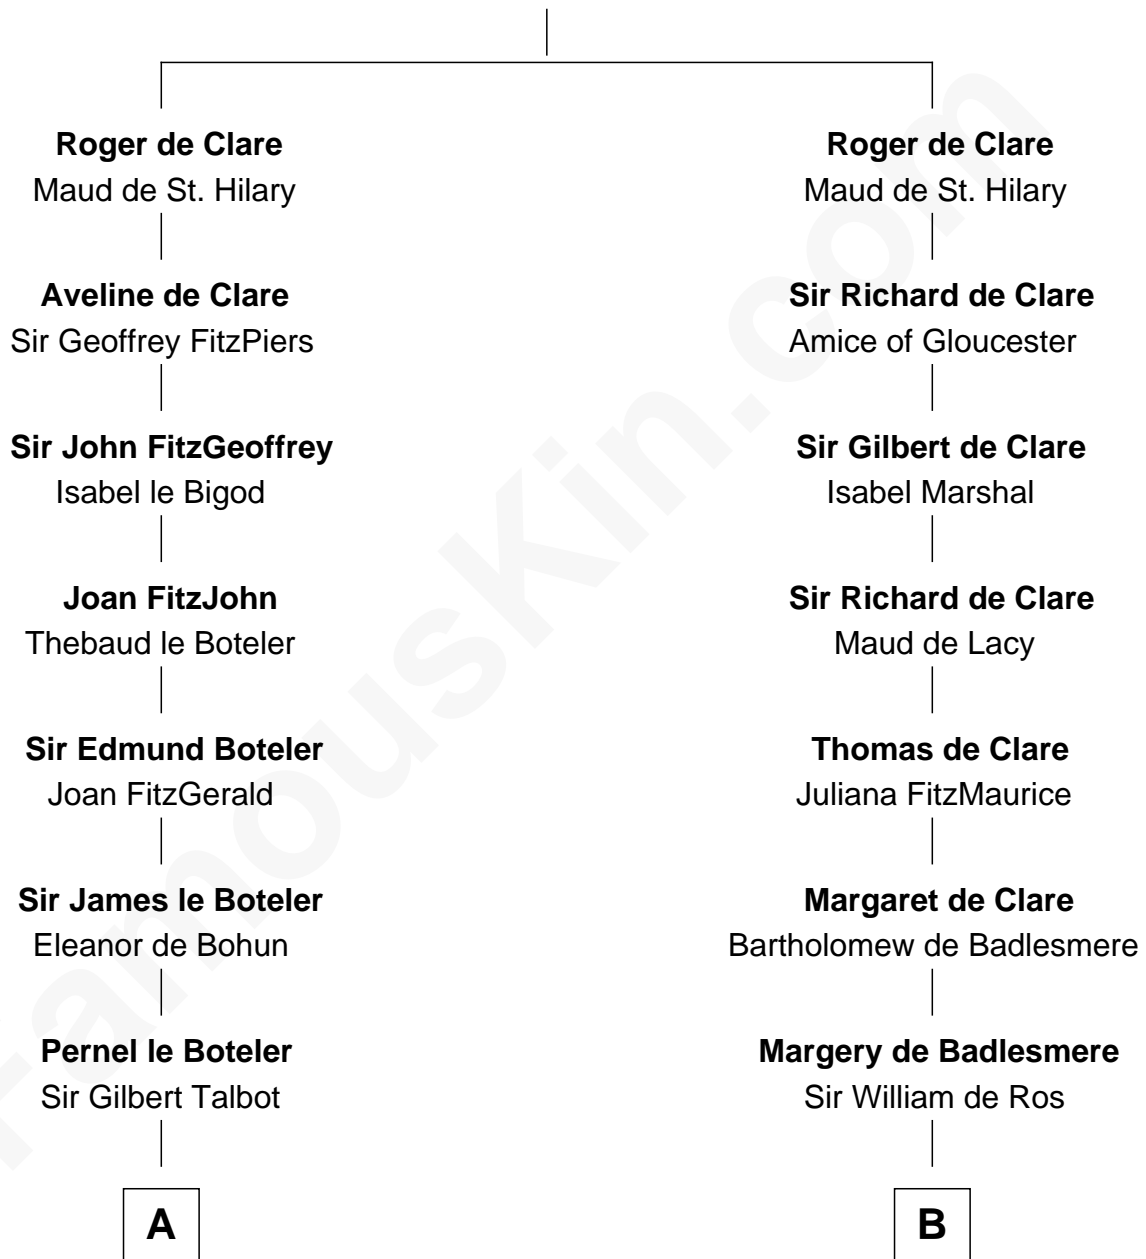 Roger de Clare
Maud de St. Hilary
Aveline de Clare
Sir Geoffrey FitzPiers
Sir John FitzGeoffrey
Isabel le Bigod
Joan FitzJohn
Thebaud le Boteler
Sir Edmund Boteler
Joan FitzGerald
Sir James le Boteler
Eleanor de Bohun
Pernel le Boteler
Sir Gilbert Talbot
A
Roger de Clare
Maud de St. Hilary
Sir Richard de Clare
Amice of Gloucester
Sir Gilbert de Clare
Isabel Marshal
Sir Richard de Clare
Maud de Lacy
Thomas de Clare
Juliana FitzMaurice
Margaret de Clare
Bartholomew de Badlesmere
Margery de Badlesmere
Sir William de Ros
B
FamousKin.com